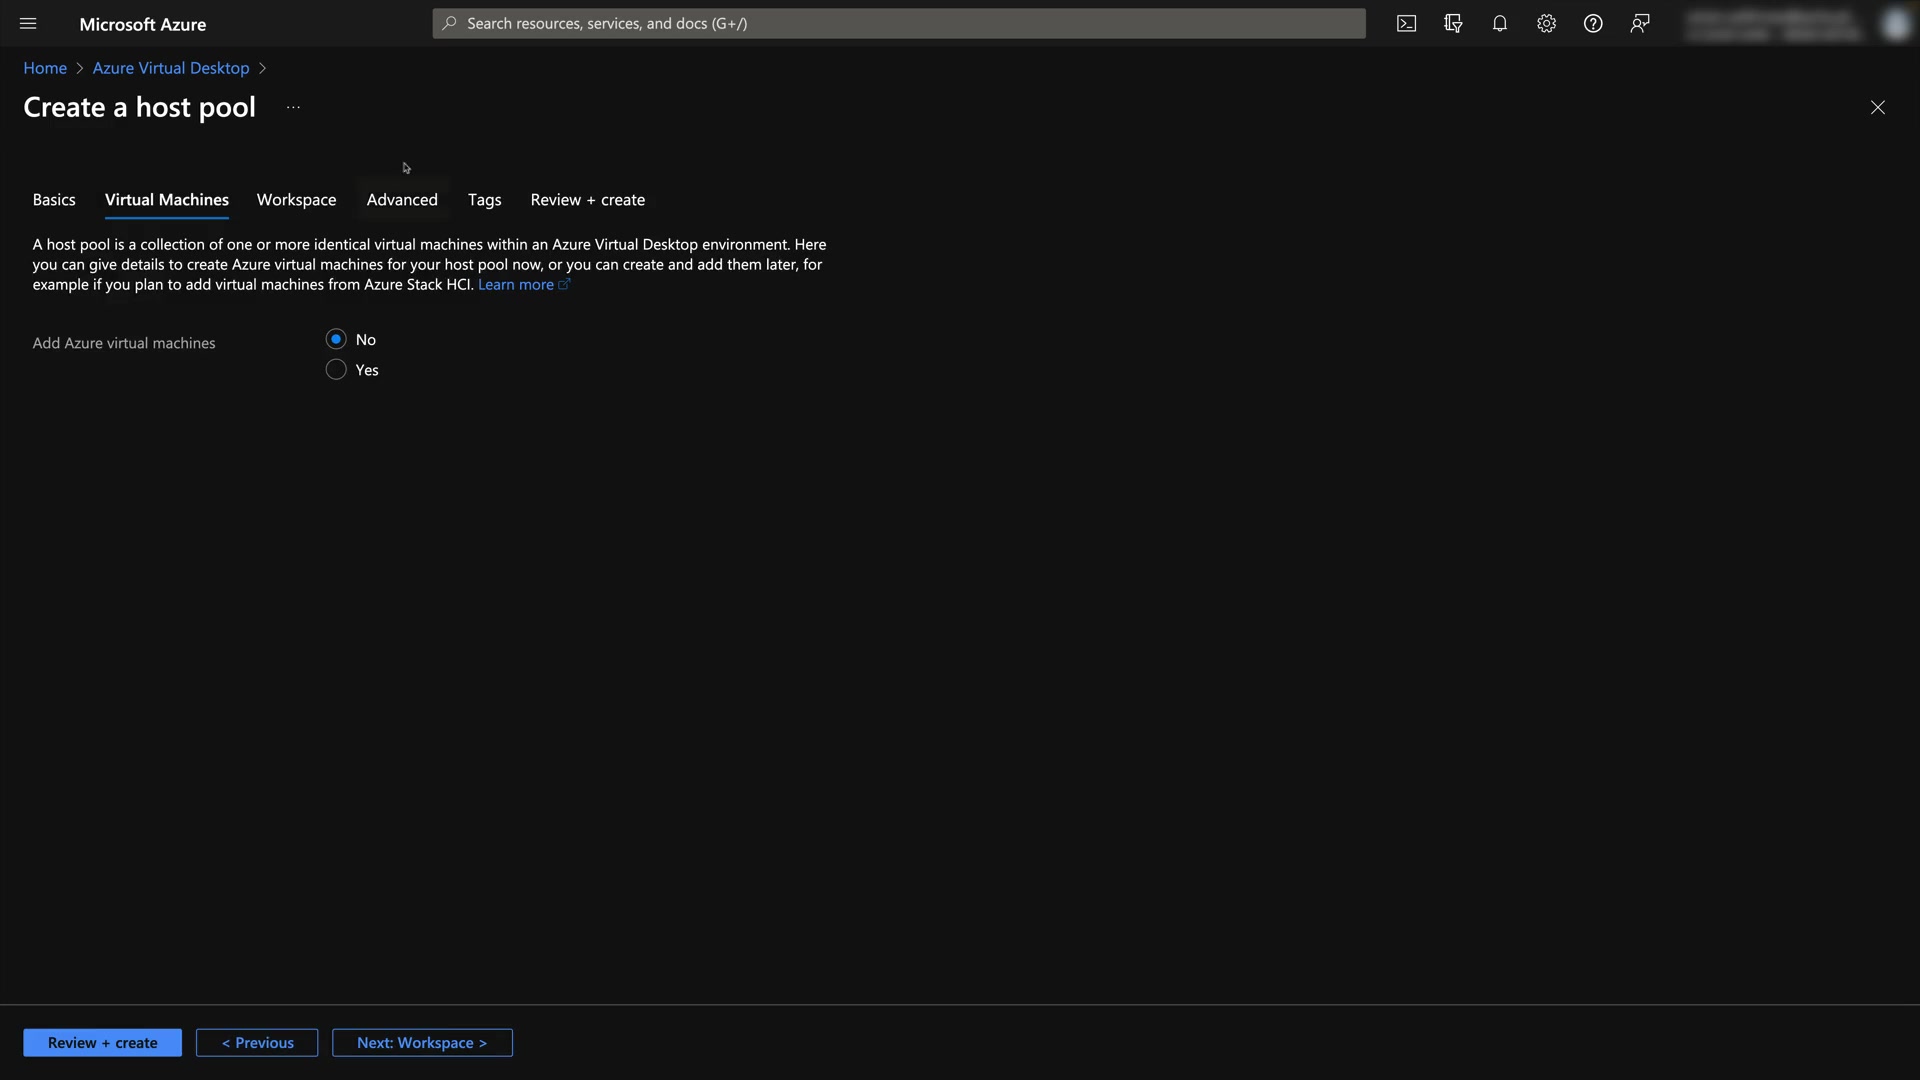 Microsoft Azure
Search resources, services, and docs (G+/)
Home > Azure Virtual Desktop >
Create a host pool ...
Basics Virtual Machines Workspace Advanced Tags Review + create
A host pool is a collection of one or more identical virtual machines within an Azure Virtual Desktop environment. Here
you can give details to create Azure virtual machines for your host pool now, or you can create and add them later, for
example if you plan to add virtual machines from Azure Stack HCI. Learn more
Add Azure virtual machines
No
Yes
Review + create
< Previous
Next: Workspace >